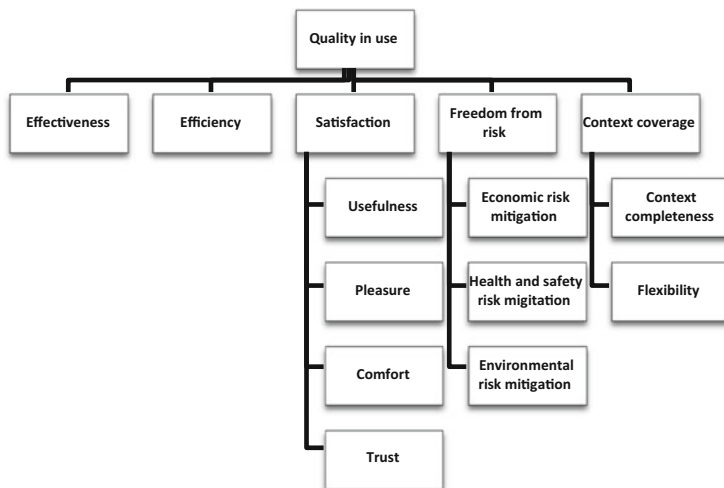 Quality in use
Effectiveness
Efficiency
Satisfaction
Freedom from
risk
Context coverage
Usefulness
Pleasure
Comfort
Trust
Economic risk
mitigation
Health and safety
risk migitation
Environmental
risk mitigation
Context
completeness
Flexibility